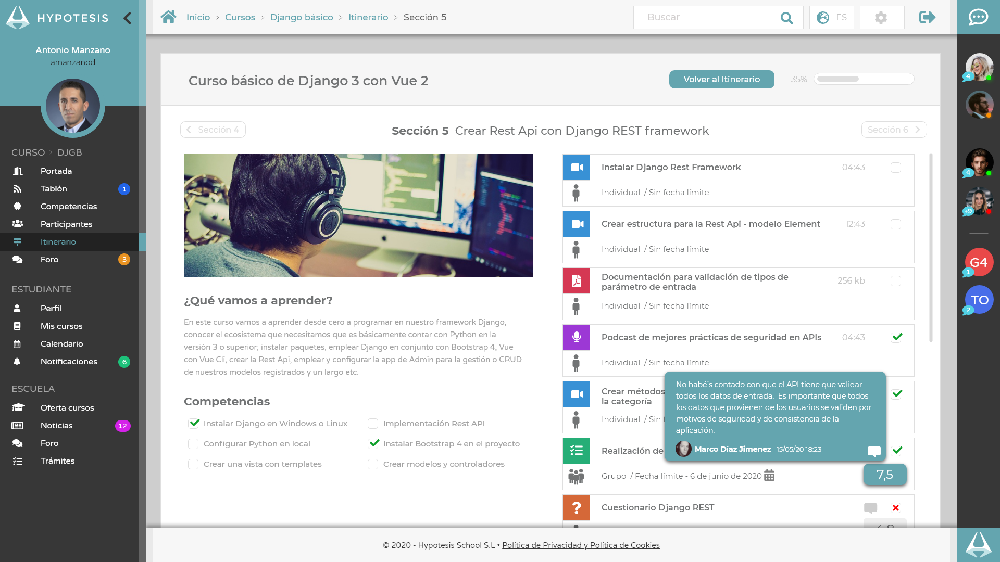 HYPOTESIS
Antonio Manzano
amanzanod
CURSO > DJGB
Portada
Tablón 1
Competencias
Participantes
Itinerario
Foro 3
ESTUDIANTE
Perfil
Mis cursos
Calendario
Notificaciones 6
ESCUELA
Oferta cursos
Noticias 12
Foro
Trámites
Inicio > Cursos > Django básico > Itinerario > Sección 5
Buscar
ES
Curso básico de Django 3 con Vue 2
Volver al Itinerario
35%
Sección 4
Sección 5 Crear Rest Api con Django REST framework
Sección 6
¿Qué vamos a aprender?
En este curso vamos a aprender desde cero a programar en nuestro framework Django,
conocer el ecosistema que necesitamos que es básicamente contar con Python en la
versión 3 o superior; instalar paquetes, emplear Django en conjunto con Bootstrap 4, Vue
con Vue Cli, crear la Rest Api, emplear y configurar la app de Admin para la gestión o CRUD
de nuestros modelos registrados y un largo etc.
Competencias
Instalar Django en Windows o Linux
Implementación Rest API
Configurar Python en local
Instalar Bootstrap 4 en el proyecto
Crear una vista con templates
Crear modelos y controladores
Instalar Django Rest Framework 04:43
Individual / Sin fecha límite
Crear estructura para la Rest Api - modelo Element 12:43
Individual / Sin fecha límite
Documentación para validación de tipos de
parámetro de entrada
256 kb
Individual / Sin fecha límite
Podcast de mejores prácticas de seguridad en APIs 04:43
Individual / Sin fecha límite
Crear métodos
la categoría
Individual / Sin
No habéis contado con que el API tiene que validar
todos los datos de entrada. Es importante que todos
los datos que provienen de los usuarios se validen por
motivos de seguridad y de consistencia de la
aplicación.
Marco Díaz Jimenez 15/05/20 18:23
Realización de
Grupo / Fecha límite - 6 de junio de 2020
7,5
Cuestionario Django REST
4
4
+9
G4
1
TO
2
© 2020 - Hypotesis School S.L • Política de Privacidad y Política de Cookies